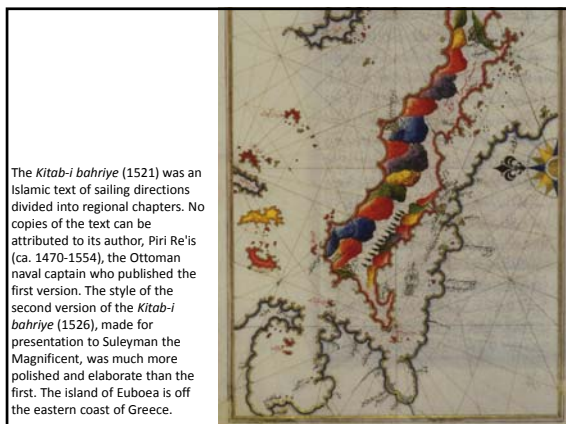 The Kitab-i bahriye (1521) was an
Islamic text of sailing directions
divided into regional chapters. No
copies of the text can be
attributed to its author, Piri Re'is
(ca. 1470-1554), the Ottoman
naval captain who published the
first version. The style of the
second version of the Kitab-i
bahriye (1526), made for
presentation to Suleyman the
Magnificent, was much more
polished and elaborate than the
first. The island of Euboea is off
the eastern coast of Greece.